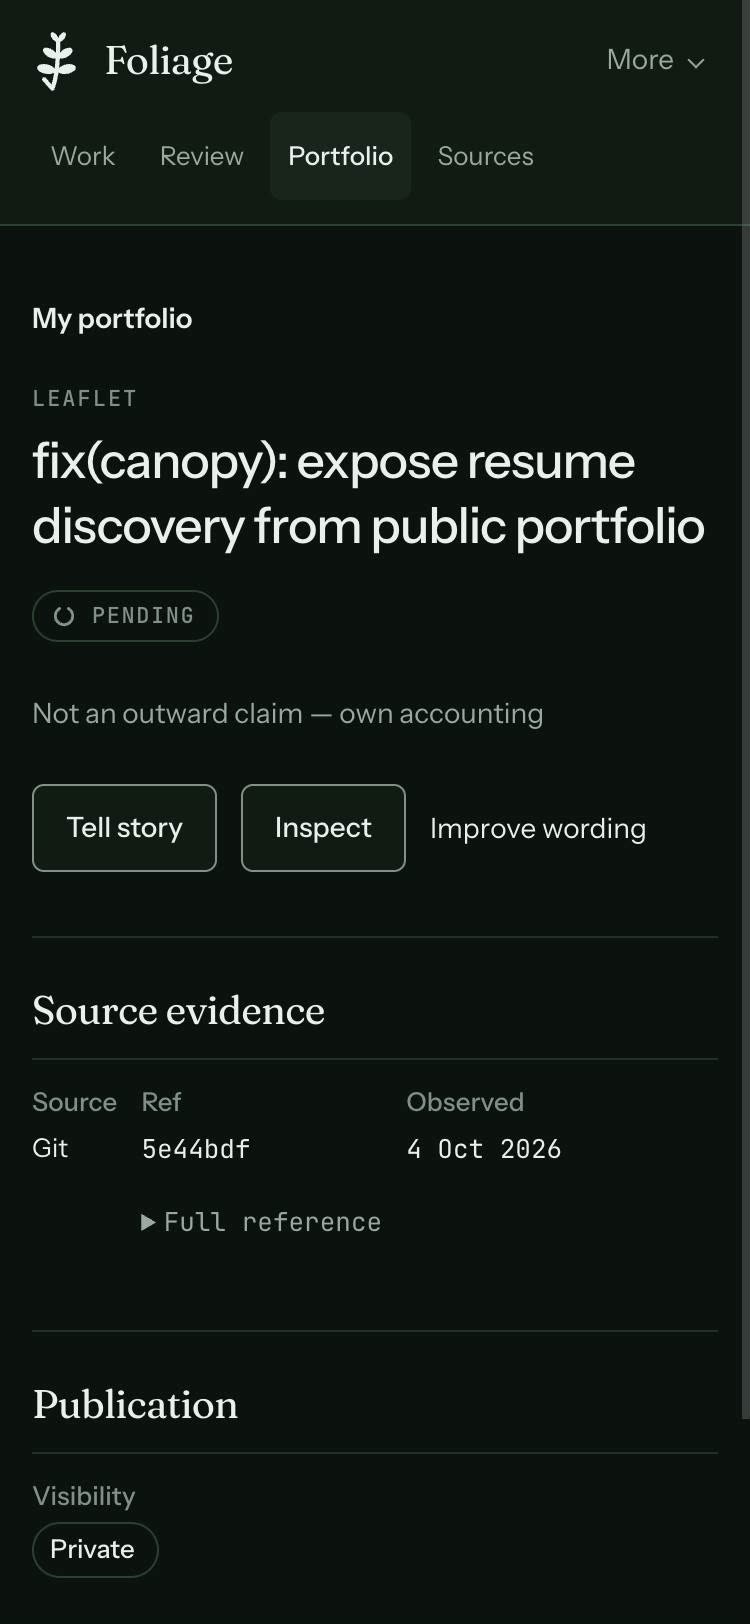 Foliage
More
Work Review Portfolio Sources
My portfolio
LEAFLET
fix(canopy): expose resume
discovery from public portfolio
PENDING
Not an outward claim — own accounting
Tell story Inspect Improve wording
Source evidence
Source Ref Observed
Git 5e44bdf 4 Oct 2026
Full reference
Publication
Visibility
Private